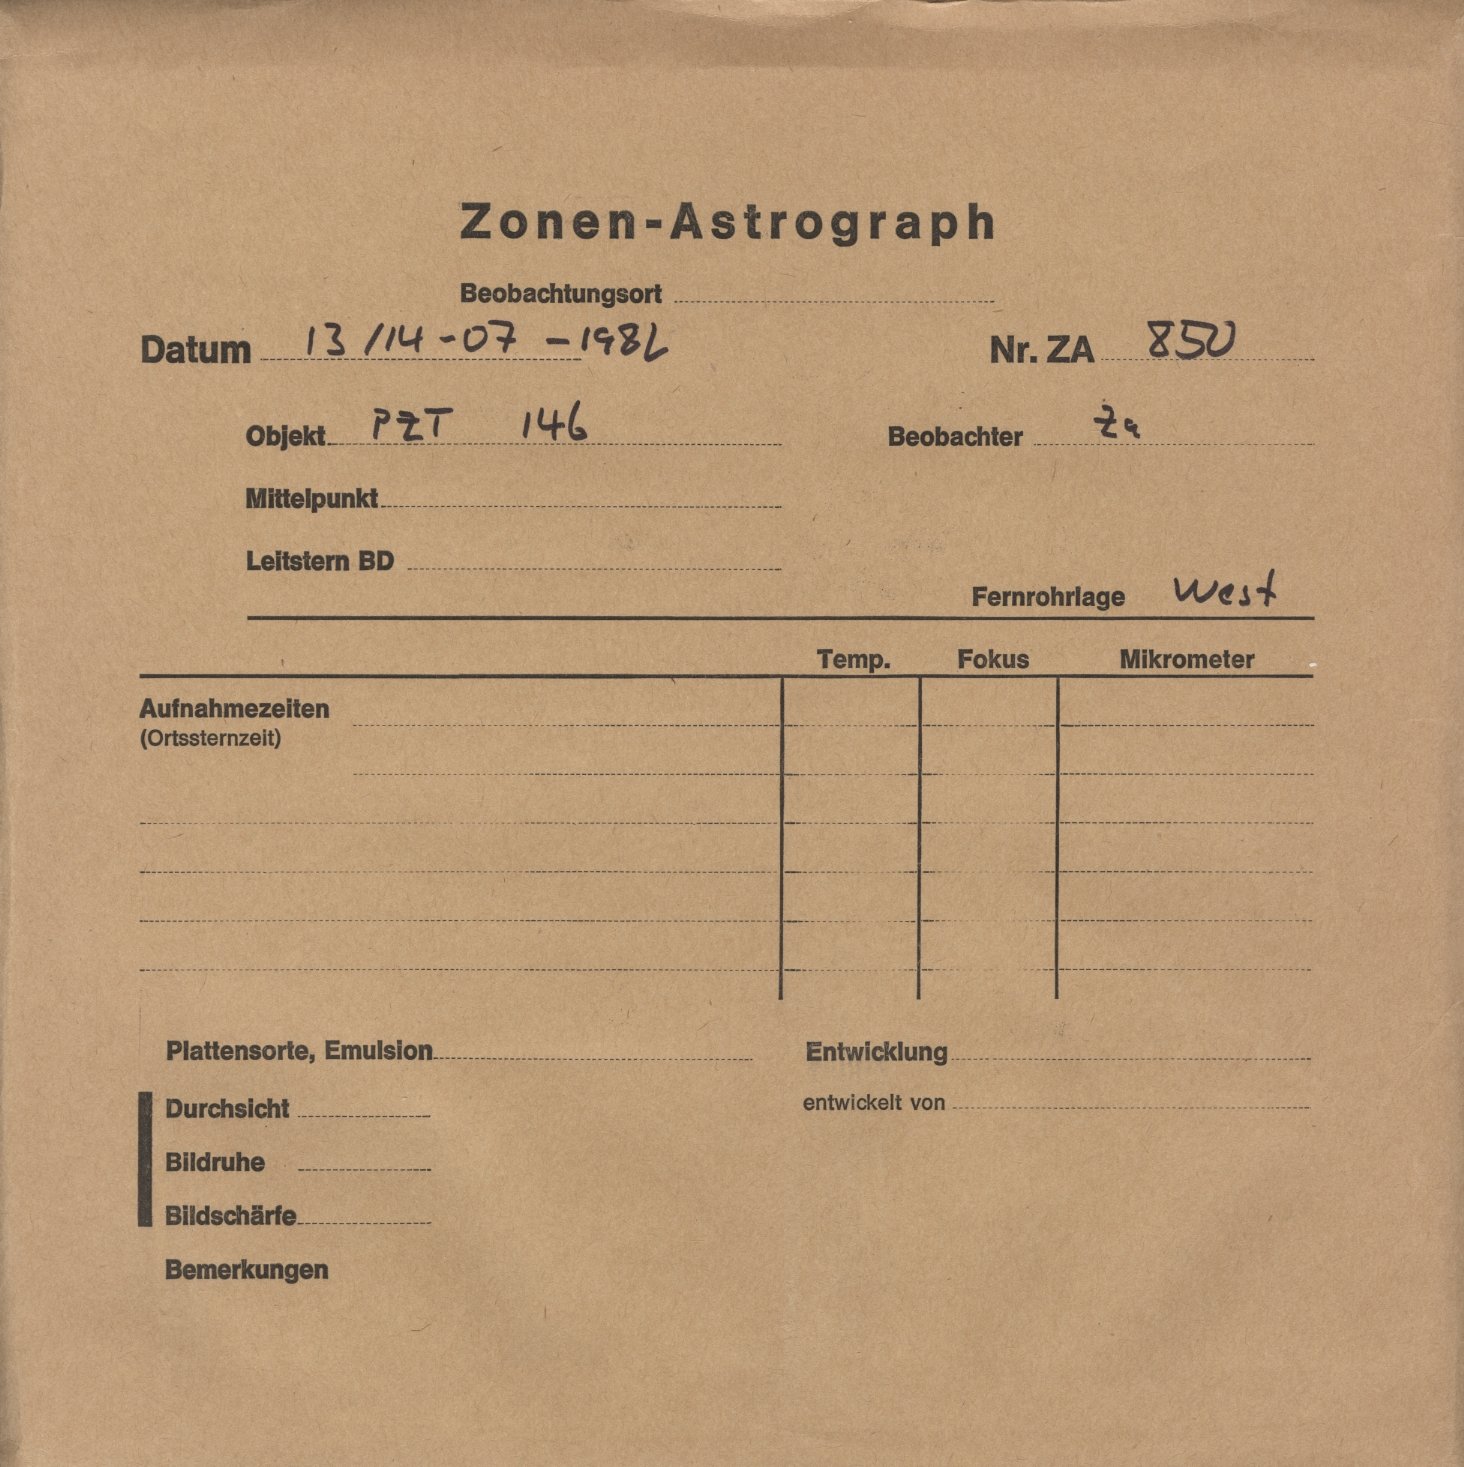 Zonen-Astrograph
Beobachtungsort
Datum 13/14-07-1982 Nr. ZA 850
Objekt PZT 146 Beobachter Za
Mittelpunkt
Leitstern BD
Fernrohrlage West
Temp. Fokus Mikrometer
Aufnahmezeiten
(Ortssternzeit)
Plattensorte, Emulsion Entwicklung
Durchsicht entwickelt von
Bildruhe
Bildschärfe
Bemerkungen